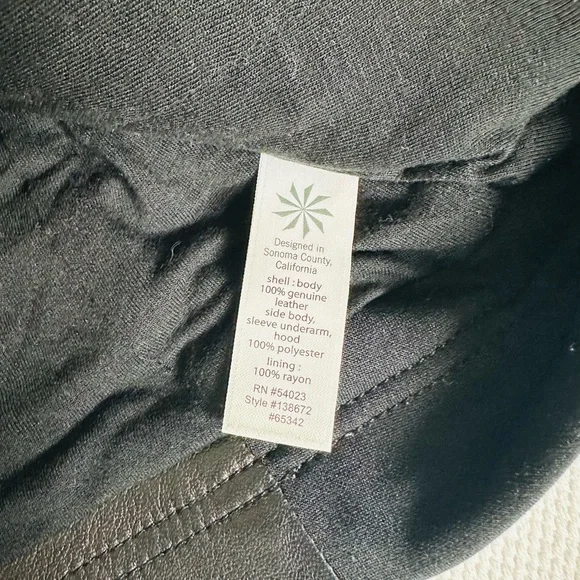 Designed in
Sonoma County,
California
shell : body
100% genuine
leather
side body,
sleeve underarm,
hood
100% polyester
lining :
100% rayon
RN #54023
Style #138672
#65342